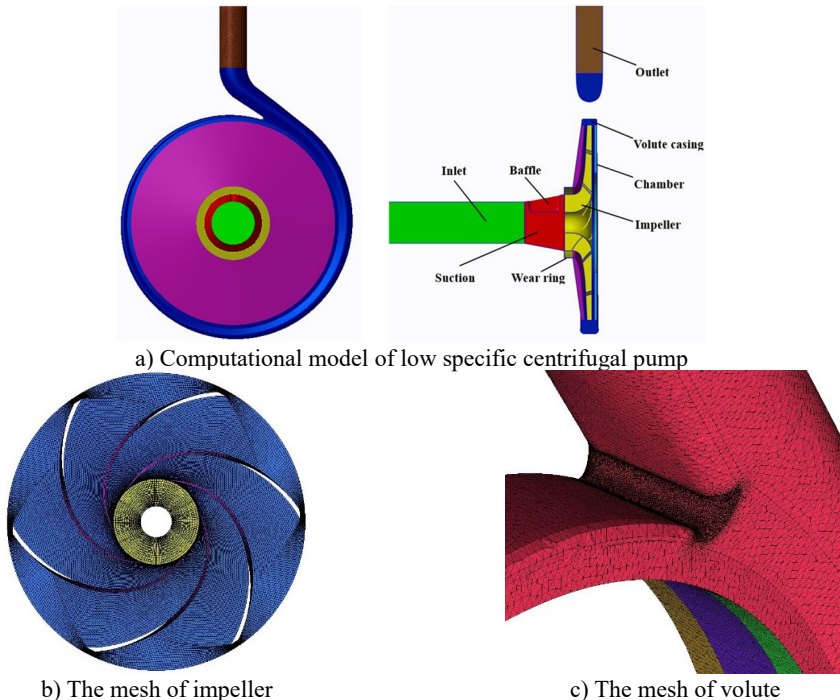 Outlet
Volute casing
Inlet
Baffle
Chamber
Impeller
Suction
Wear ring
a) Computational model of low specific centrifugal pump
b) The mesh of impeller
c) The mesh of volute